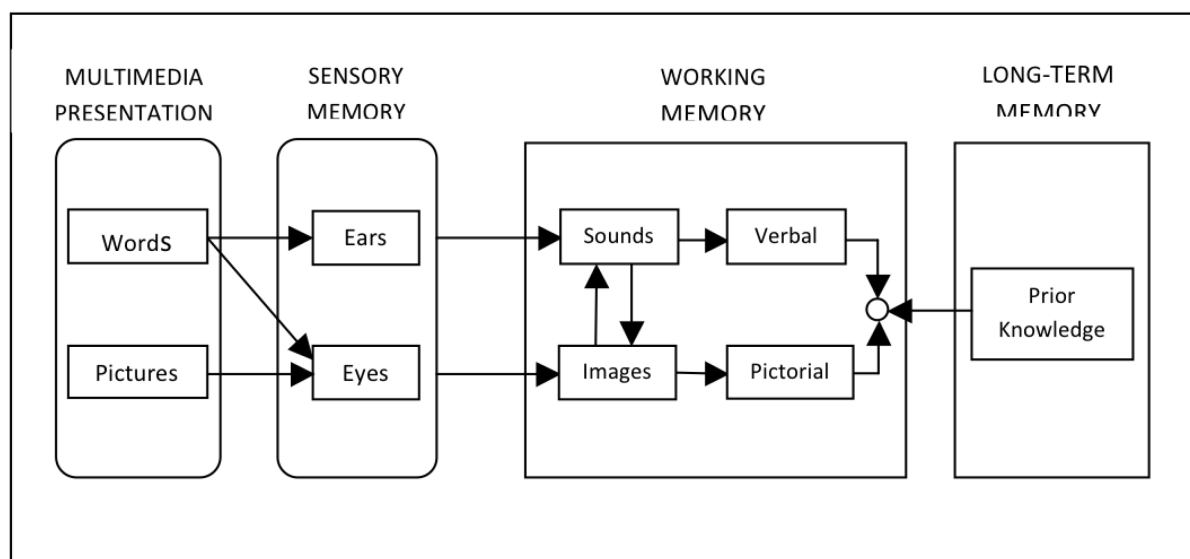 MULTIMEDIA
PRESENTATION
SENSORY
MEMORY
WORKING
MEMORY
LONG-TERM
MEMORY
Words
Ears
Sounds
Verbal
Prior
Knowledge
Pictures
Eyes
Images
Pictorial